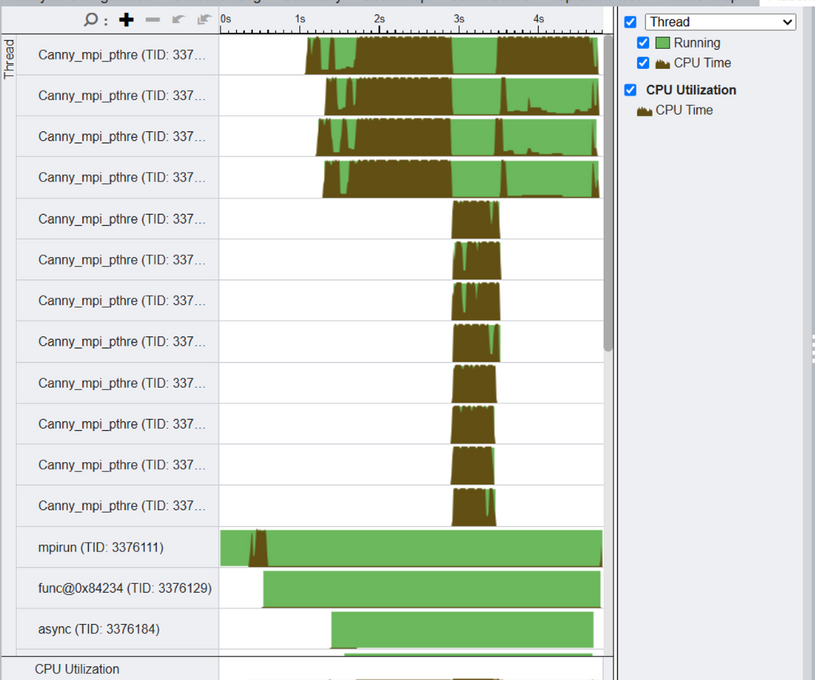 0s 1s 2s 3s 4s
Thread
Thread
Running
CPU Time
CPU Utilization
CPU Time
Canny_mpi_pthre (TID: 337...
Canny_mpi_pthre (TID: 337...
Canny_mpi_pthre (TID: 337...
Canny_mpi_pthre (TID: 337...
Canny_mpi_pthre (TID: 337...
Canny_mpi_pthre (TID: 337...
Canny_mpi_pthre (TID: 337...
Canny_mpi_pthre (TID: 337...
Canny_mpi_pthre (TID: 337...
Canny_mpi_pthre (TID: 337...
Canny_mpi_pthre (TID: 337...
Canny_mpi_pthre (TID: 337...
mpirun (TID: 3376111)
func@0x84234 (TID: 3376129)
async (TID: 3376184)
CPU Utilization